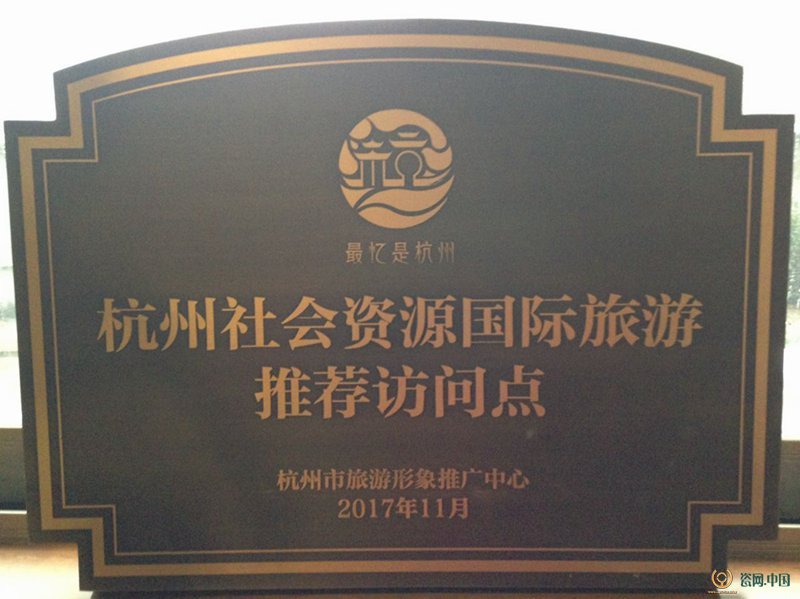 最忆是杭州
杭州社会资源国际旅游
推荐访问点
杭州市旅游形象推广中心
2017年11月
瓷网.中国